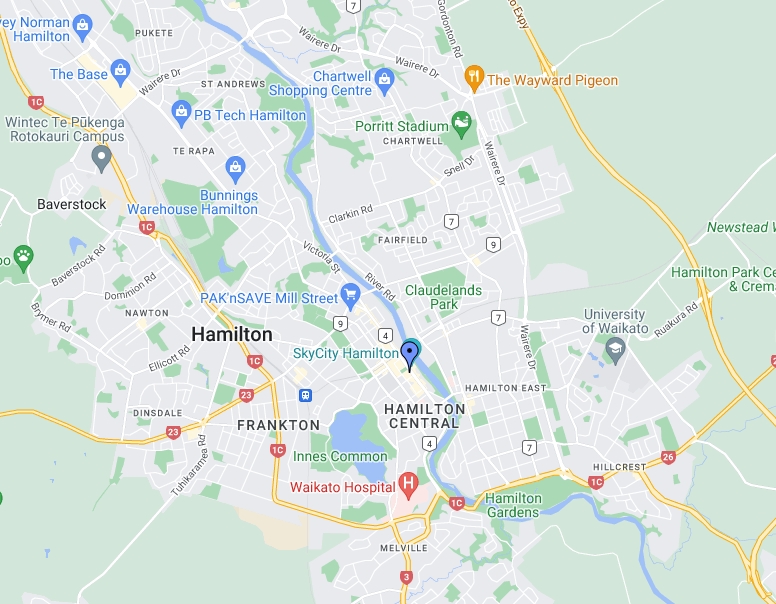 7
o Expy
vey Norman
Hamilton
PUKETE
Wairere Dr
Gordonton Rd
The Base
Wairere Dr
ST ANDREWS
Chartwell
Shopping Centre
Wairere Dr
The Wayward Pigeon
1C
PB Tech Hamilton
Wintec Te Pūkenga
Rotokauri Campus
Porritt Stadium
CHARTWELL
TE RAPA
Snell Dr
Wairere Dr
Bunnings
Warehouse Hamilton
Baverstock
1C
Clarkin Rd
7
Newstead
FAIRFIELD
9
Victoria St
oo
Baverstock Rd
Hamilton Park Ce
& Crema
Dominion Rd
River Rd
Claudelands
Park
PAK'nSAVE Mill Street
Brymer Rd
NAWTON
9
7
University
of Waikato
Ruakura Rd
Hamilton
4
Wairere Dr
SkyCity Hamilton
Ellicott Rd
1C
HAMILTON EAST
23
DINSDALE
HAMILTON
CENTRAL
FRANKTON
23
4
7
Tuhikaramea Rd
1C
Innes Common
26
HILLCREST
Waikato Hospital
H
1C
1C
Hamilton
Gardens
MELVILLE
3